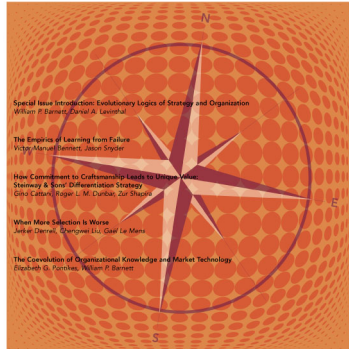 N
Special Issue Introduction: Evolutionary Logics of Strategy and Organization
William P. Barnett, Daniel A. Levinthal
The Empirics of Learning from Failure
Victor Manuel Bennett, Jason Snyder
How Commitment to Craftsmanship Leads to Unique Value:
Steinway & Sons' Differentiation Strategy
Gino Cattani, Roger L. M. Dunbar, Zur Shapira
E
When More Selection Is Worse
Jerker Denrell, Chengwei Liu, Gaël Le Mens
The Coevolution of Organizational Knowledge and Market Technology
Elizabeth G. Pontikes, William P. Barnett
S